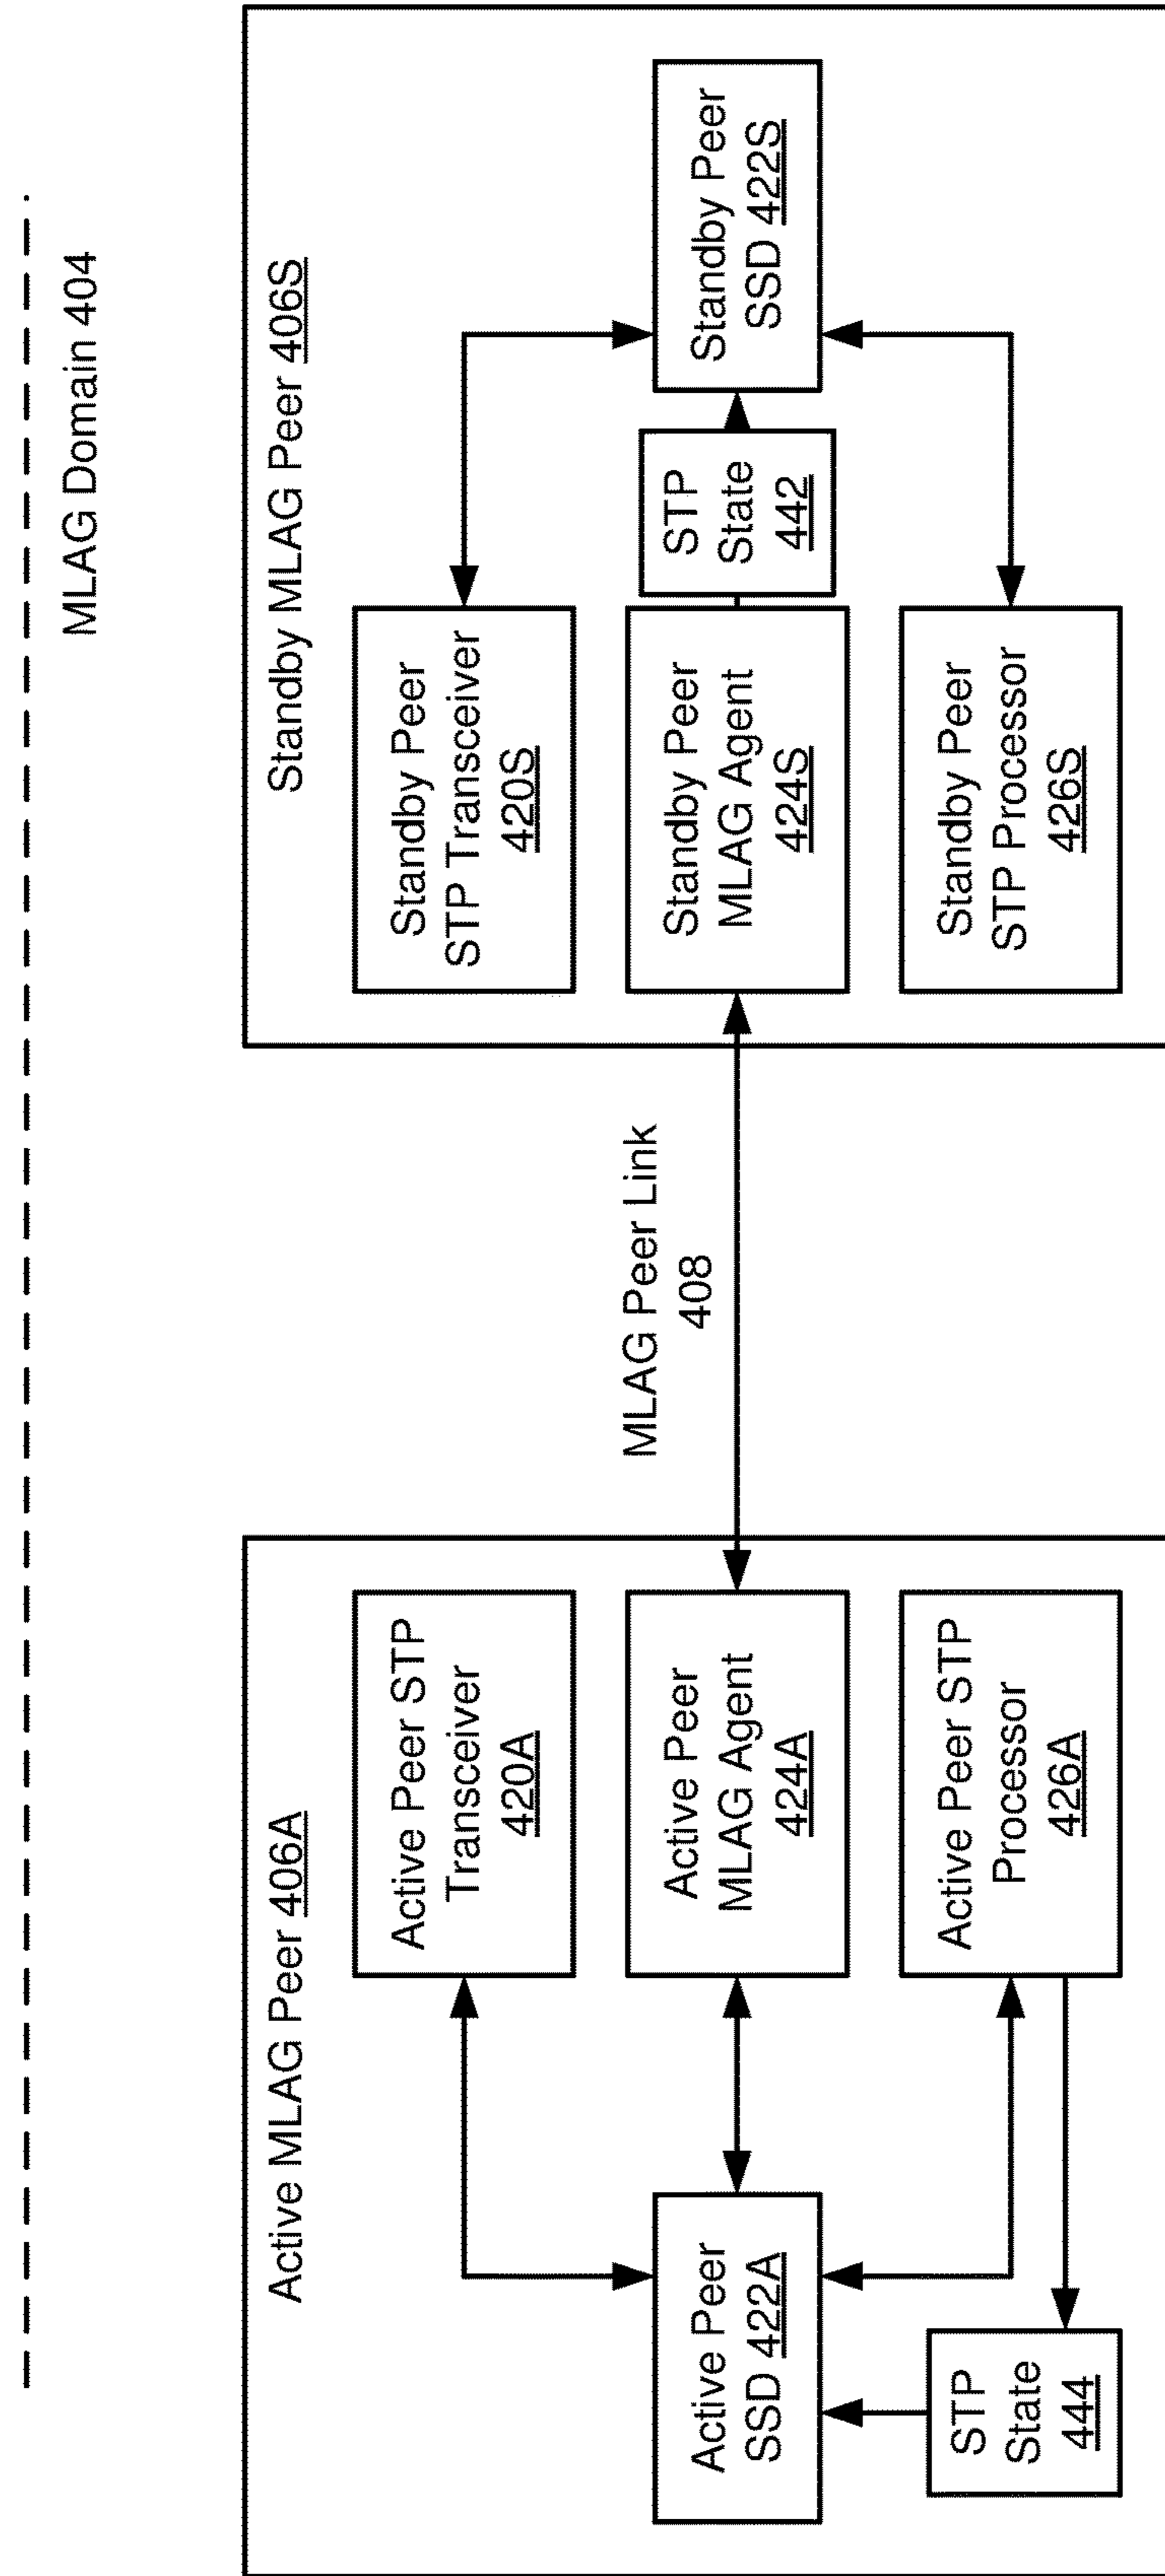 MLAG Domain 404
Active MLAG Peer 406A
Active Peer STP
Transceiver
420A
Active Peer
SSD 422A
Active Peer
MLAG Agent
424A
STP
State
444
Active Peer STP
Processor
426A
MLAG Peer Link
408
Standby MLAG Peer 406S
Standby Peer
STP Transceiver
420S
Standby Peer
MLAG Agent
424S
STP
State
442
Standby Peer
SSD 422S
Standby Peer
STP Processor
426S